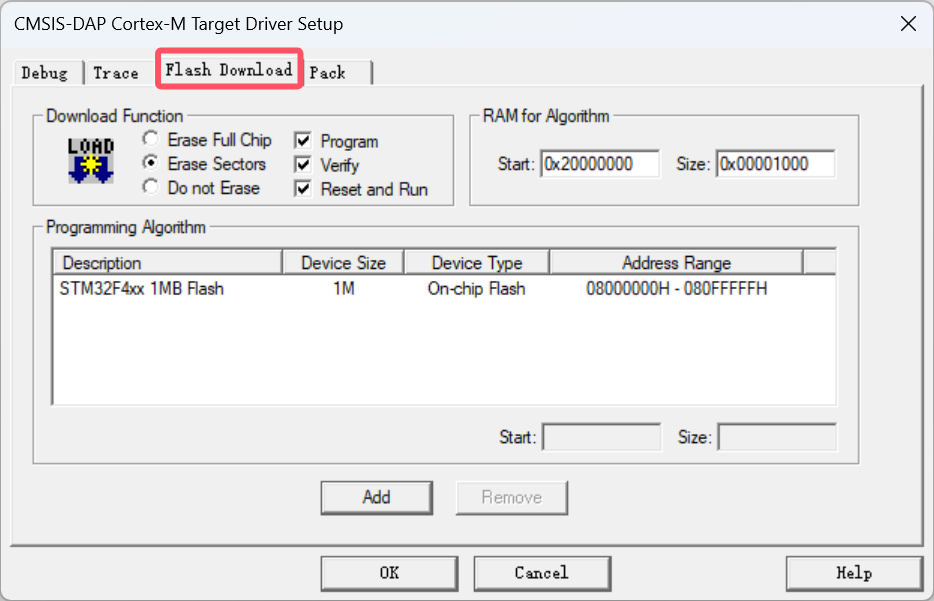 CMSIS-DAP Cortex-M Target Driver Setup
Debug Trace Flash Download Pack
Download Function
LOAD
Erase Full Chip
Erase Sectors
Do not Erase
Program
Verify
Reset and Run
RAM for Algorithm
Start: 0x20000000 Size: 0x00001000
Programming Algorithm
Description Device Size Device Type Address Range
STM32F4xx 1MB Flash 1M On-chip Flash 08000000H - 080FFFFFH
Start: Size:
Add Remove
OK Cancel Help